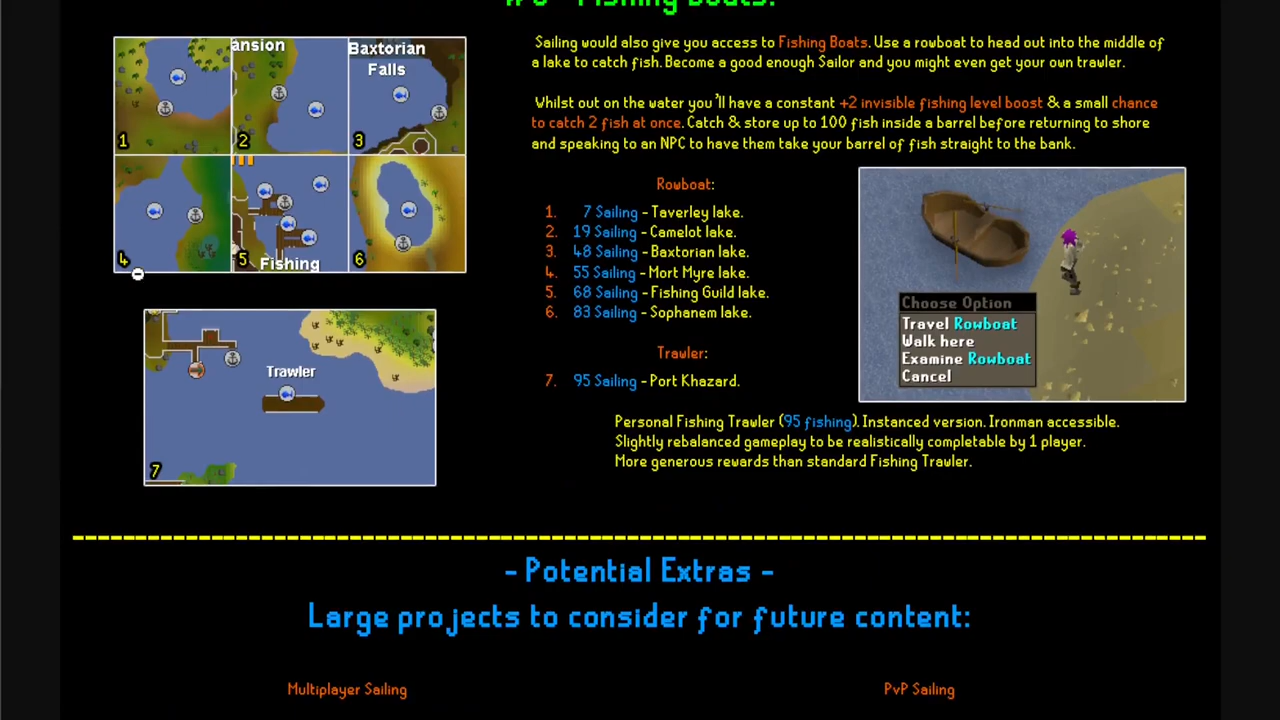 Fishing Boats:
ansion
Baxtorian
Falls
1
2
3
4
5
Fishing
6
Trawler
7
Sailing would also give you access to Fishing Boats. Use a rowboat to head out into the middle of
a lake to catch fish. Become a good enough Sailor and you might even get your own trawler.
Whilst out on the water you'll have a constant +2 invisible fishing level boost & a small chance
to catch 2 fish at once. Catch & store up to 100 fish inside a barrel before returning to shore
and speaking to an NPC to have them take your barrel of fish straight to the bank.
Rowboat:
1. 7 Sailing - Taverley lake.
2. 19 Sailing - Camelot lake.
3. 48 Sailing - Baxtorian lake.
4. 55 Sailing - Mort Myre lake.
5. 68 Sailing - Fishing Guild lake.
6. 83 Sailing - Sophanem lake.
Trawler:
7. 95 Sailing - Port Khazard.
Choose Option
Travel Rowboat
Walk here
Examine Rowboat
Cancel
Personal Fishing Trawler (95 fishing). Instanced version. Ironman accessible.
Slightly rebalanced gameplay to be realistically completable by 1 player.
More generous rewards than standard Fishing Trawler.
- Potential Extras -
Large projects to consider for future content:
Multiplayer Sailing
PvP Sailing